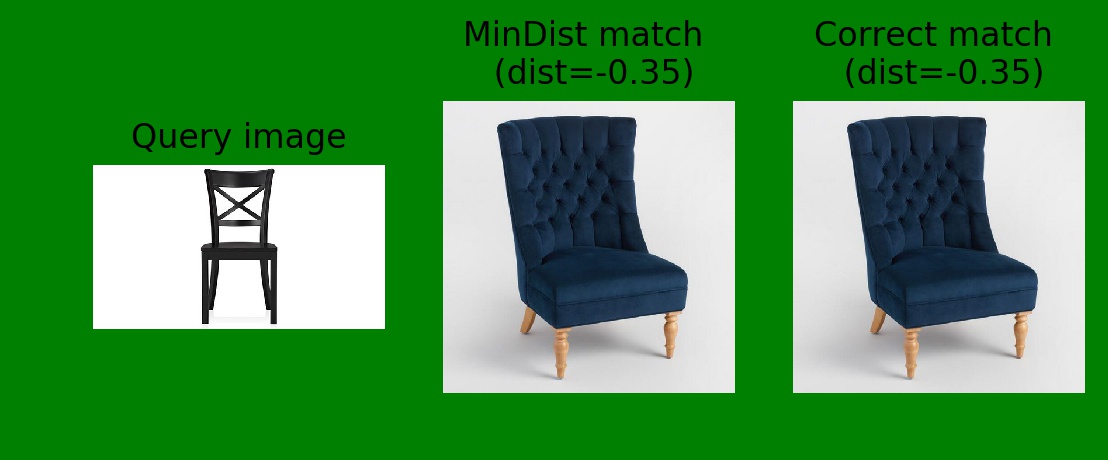 Query image
MinDist match
(dist=-0.35)
Correct match
(dist=-0.35)